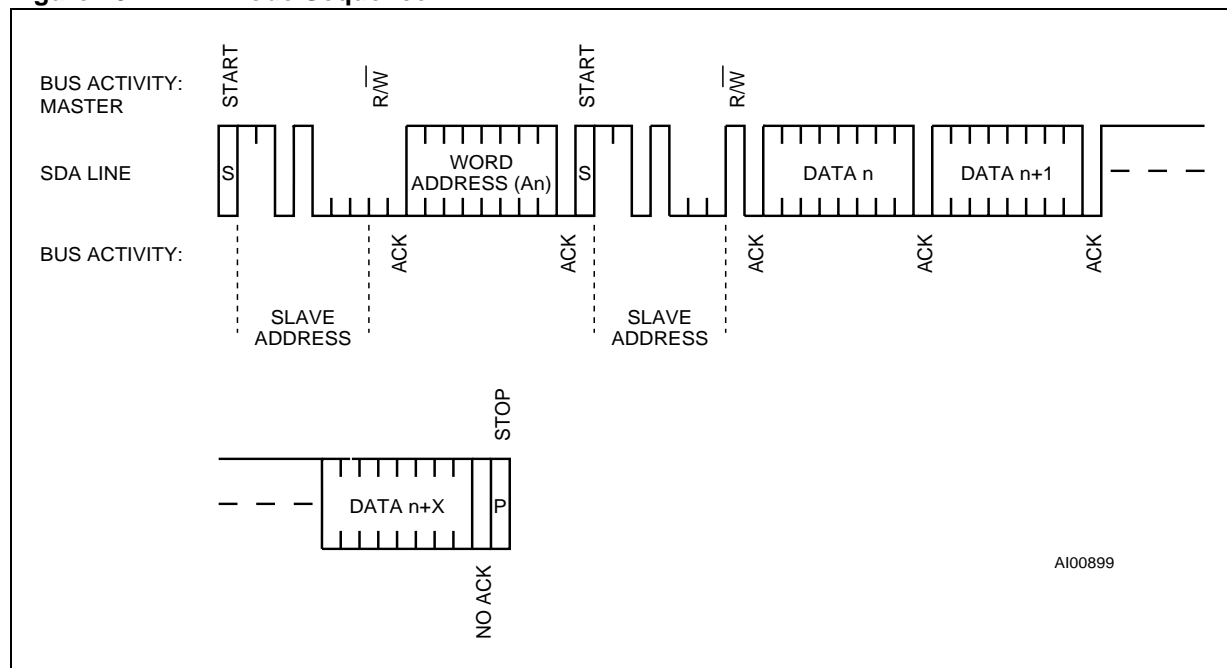 BUS ACTIVITY:
MASTER
START
R/W
START
R/W
SDA LINE
S
WORD
ADDRESS (An)
S
DATA n
DATA n+1
BUS ACTIVITY:
ACK
ACK
ACK
ACK
ACK
SLAVE
ADDRESS
SLAVE
ADDRESS
STOP
DATA n+X
P
NO ACK
AI00899